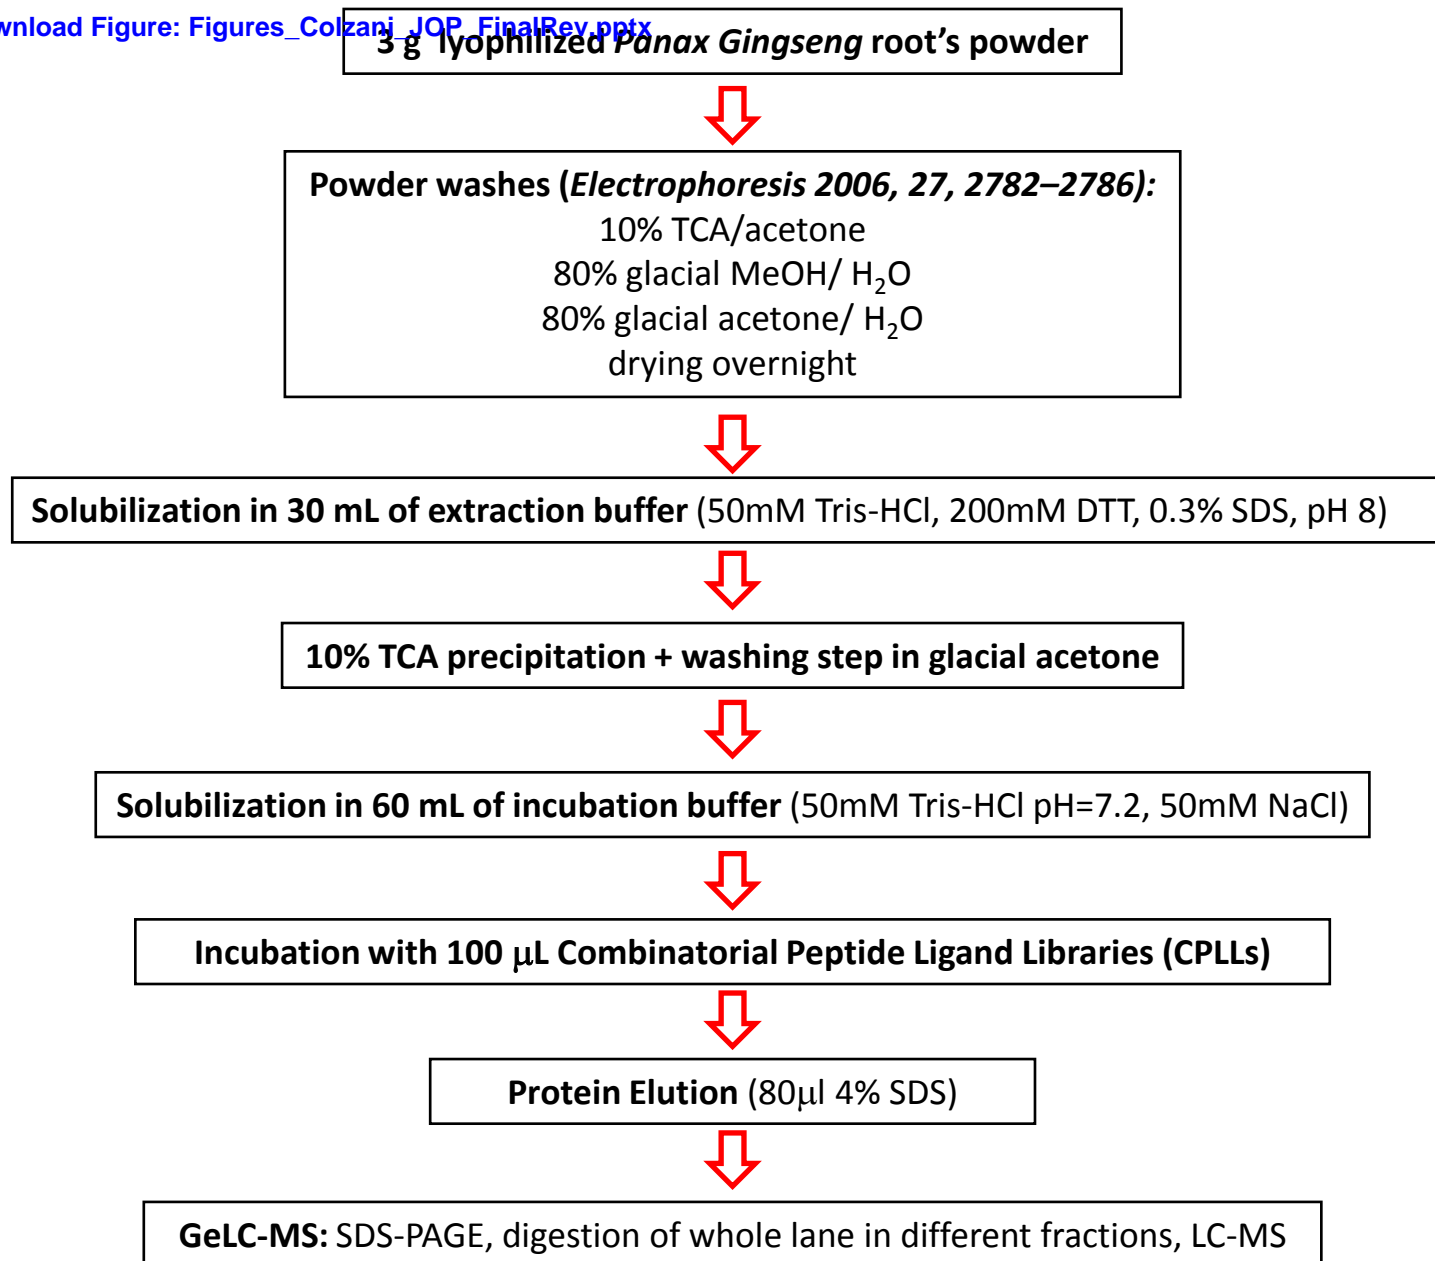 wnload Figure: Figures_Colzani_JOP_FinalRev.pptx
3 g lyophilized Panax Gingseng root's powder
Powder washes (Electrophoresis 2006, 27, 2782–2786):
10% TCA/acetone
80% glacial MeOH/ H₂O
80% glacial acetone/ H₂O
drying overnight
Solubilization in 30 mL of extraction buffer (50mM Tris-HCl, 200mM DTT, 0.3% SDS, pH 8)
10% TCA precipitation + washing step in glacial acetone
Solubilization in 60 mL of incubation buffer (50mM Tris-HCl pH=7.2, 50mM NaCl)
Incubation with 100 μL Combinatorial Peptide Ligand Libraries (CPLLs)
Protein Elution (80μl 4% SDS)
GeLC-MS: SDS-PAGE, digestion of whole lane in different fractions, LC-MS